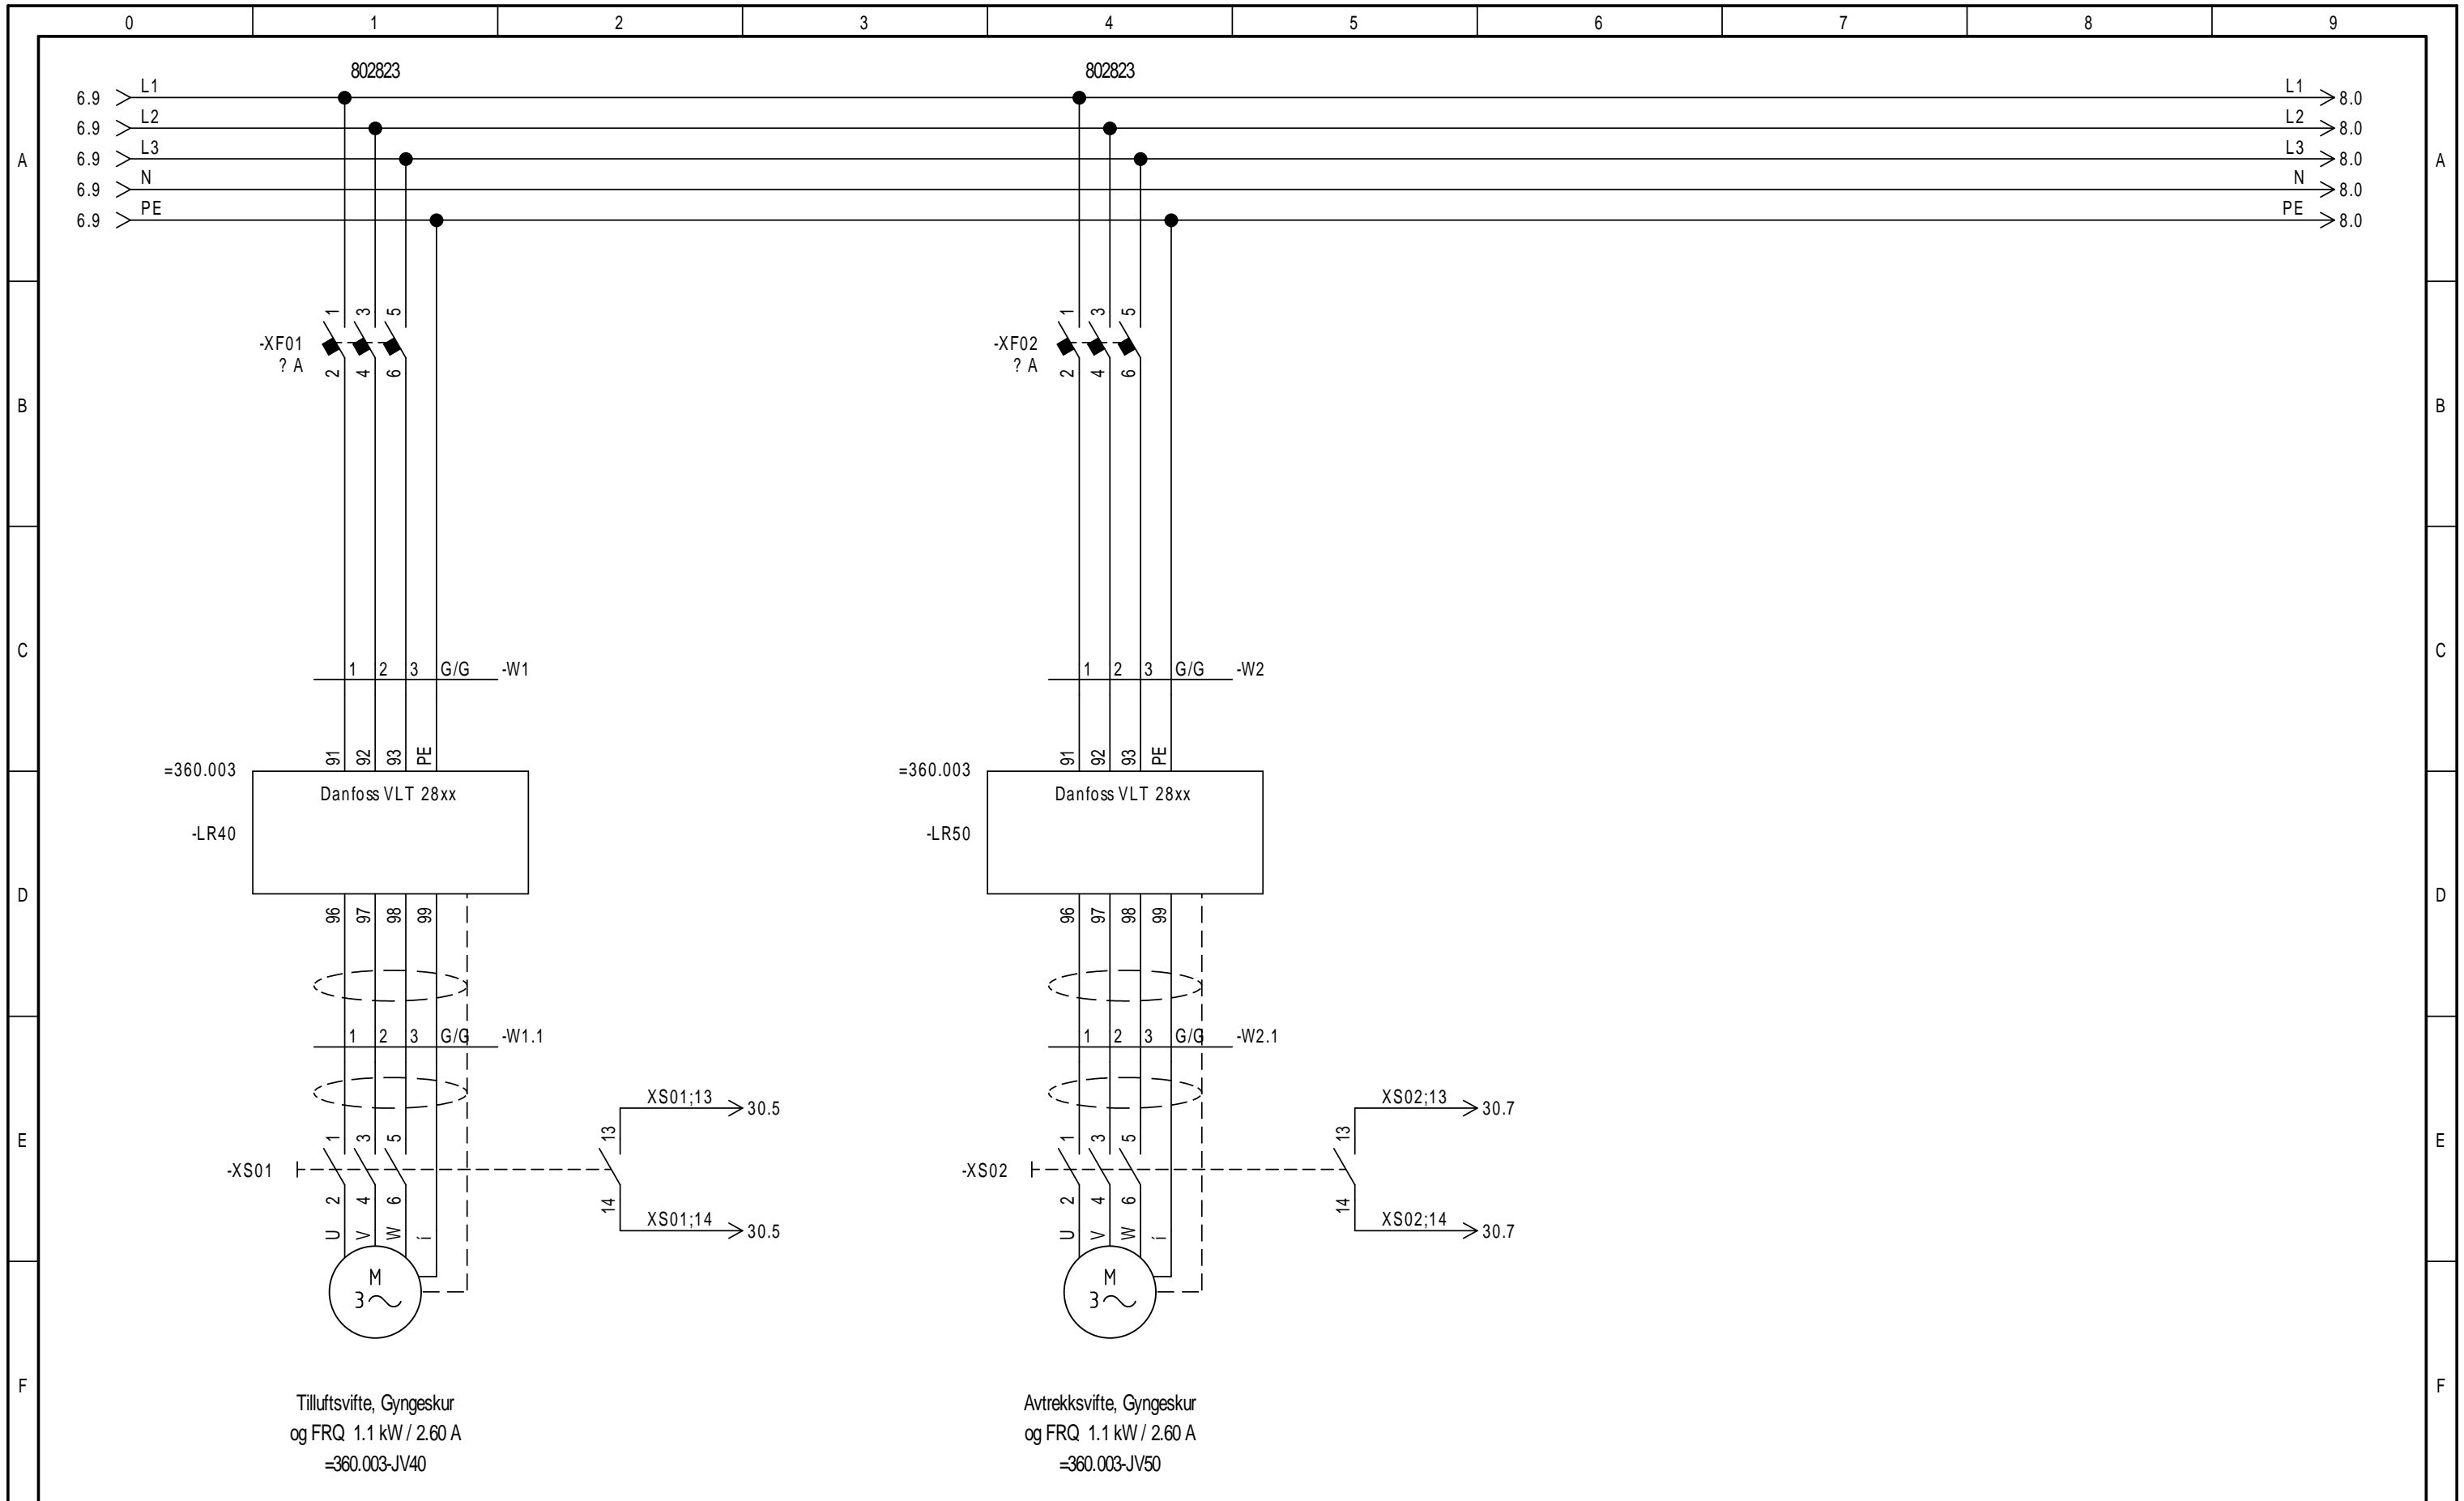 0 1 2 3 4 5 6 7 8 9
802823 802823
6.9 L1 L1 8.0
6.9 L2 L2 8.0
A 6.9 L3 L3 8.0 A
6.9 N N 8.0
6.9 PE PE 8.0
1 3 5 1 3 5
-XF01 -XF02
? A ? A
2 4 6 2 4 6
B B
C C
1 2 3 G/G -W1 1 2 3 G/G -W2
91 92 93 PE 91 92 93 PE
=360.003 =360.003
Danfoss VLT 28xx Danfoss VLT 28xx
-LR40 -LR50
D D
96 97 98 99 96 97 98 99
1 2 3 G/G -W1.1 1 2 3 G/G -W2.1
XS01;13 30.5 XS02;13 30.7
E 1 3 5 13 1 3 5 13 E
-XS01 -XS02
2 4 6 14 2 4 6 14
XS01;14 30.5 XS02;14 30.7
U V W i U V W i
M M
3 3
F F
Tilluftsvifte, Gyngeskur Avtrekksvifte, Gyngeskur
og FRQ 1.1 kW / 2.60 A og FRQ 1.1 kW / 2.60 A
=360.003-JV40 =360.003-JV50